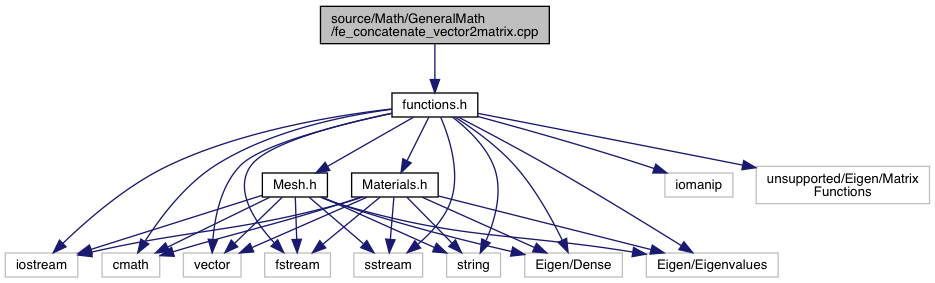 source/Math/GeneralMath
/fe_concatenate_vector2matrix.cpp
functions.h
Mesh.h
Materials.h
iomanip
unsupported/Eigen/Matrix
Functions
iostream
cmath
vector
fstream
sstream
string
Eigen/Dense
Eigen/Eigenvalues